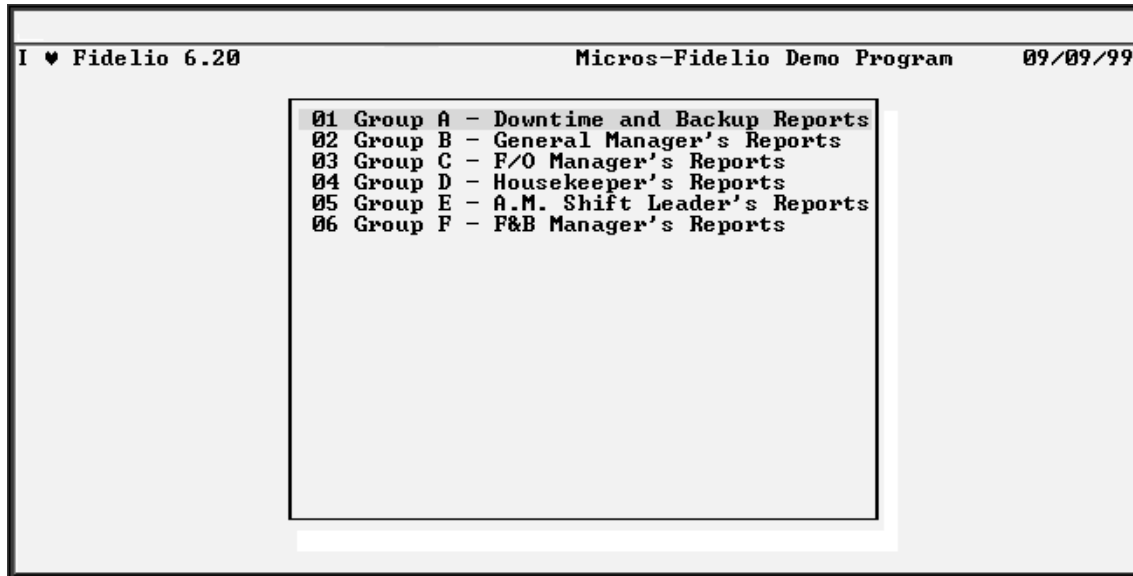 I ♥ Fidelio 6.20 Micros-Fidelio Demo Program 09/09/99
01 Group A - Downtime and Backup Reports
02 Group B - General Manager's Reports
03 Group C - F/O Manager's Reports
04 Group D - Housekeeper's Reports
05 Group E - A.M. Shift Leader's Reports
06 Group F - F&B Manager's Reports